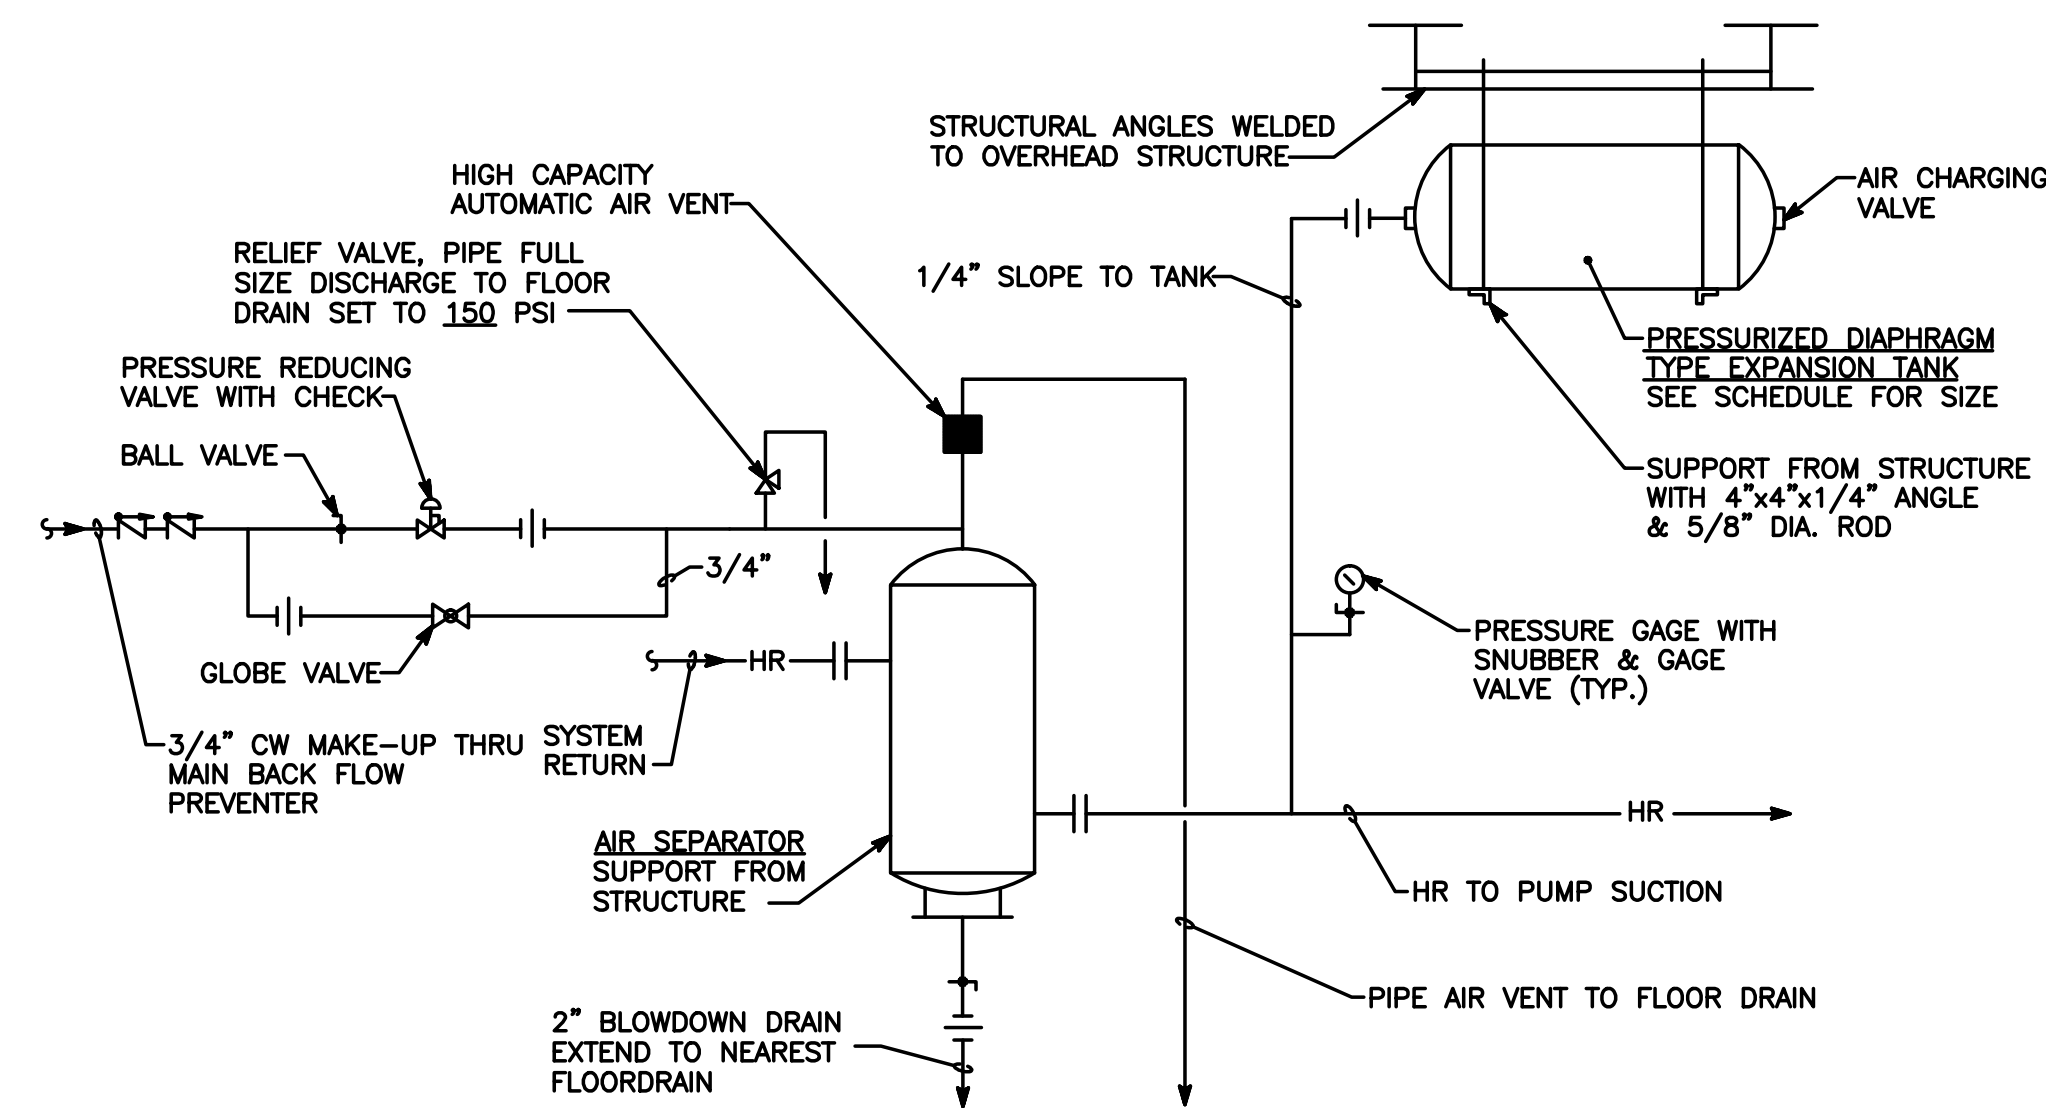 STRUCTURAL ANGLES WELDED
TO OVERHEAD STRUCTURE
HIGH CAPACITY
AUTOMATIC AIR VENT
AIR CHARGING
VALVE
RELIEF VALVE, PIPE FULL
SIZE DISCHARGE TO FLOOR
DRAIN SET TO 150 PSI
1/4" SLOPE TO TANK
PRESSURIZED DIAPHRAGM
TYPE EXPANSION TANK
SEE SCHEDULE FOR SIZE
PRESSURE REDUCING
VALVE WITH CHECK
BALL VALVE
SUPPORT FROM STRUCTURE
WITH 4"x4"x1/4" ANGLE
& 5/8" DIA. ROD
3/4"
PRESSURE GAGE WITH
SNUBBER & GAGE
VALVE (TYP.)
GLOBE VALVE
HR
3/4" CW MAKE-UP THRU
MAIN BACK FLOW
PREVENTER
SYSTEM
RETURN
HR
AIR SEPARATOR
SUPPORT FROM
STRUCTURE
HR TO PUMP SUCTION
PIPE AIR VENT TO FLOOR DRAIN
2" BLOWDOWN DRAIN
EXTEND TO NEAREST
FLOORDRAIN